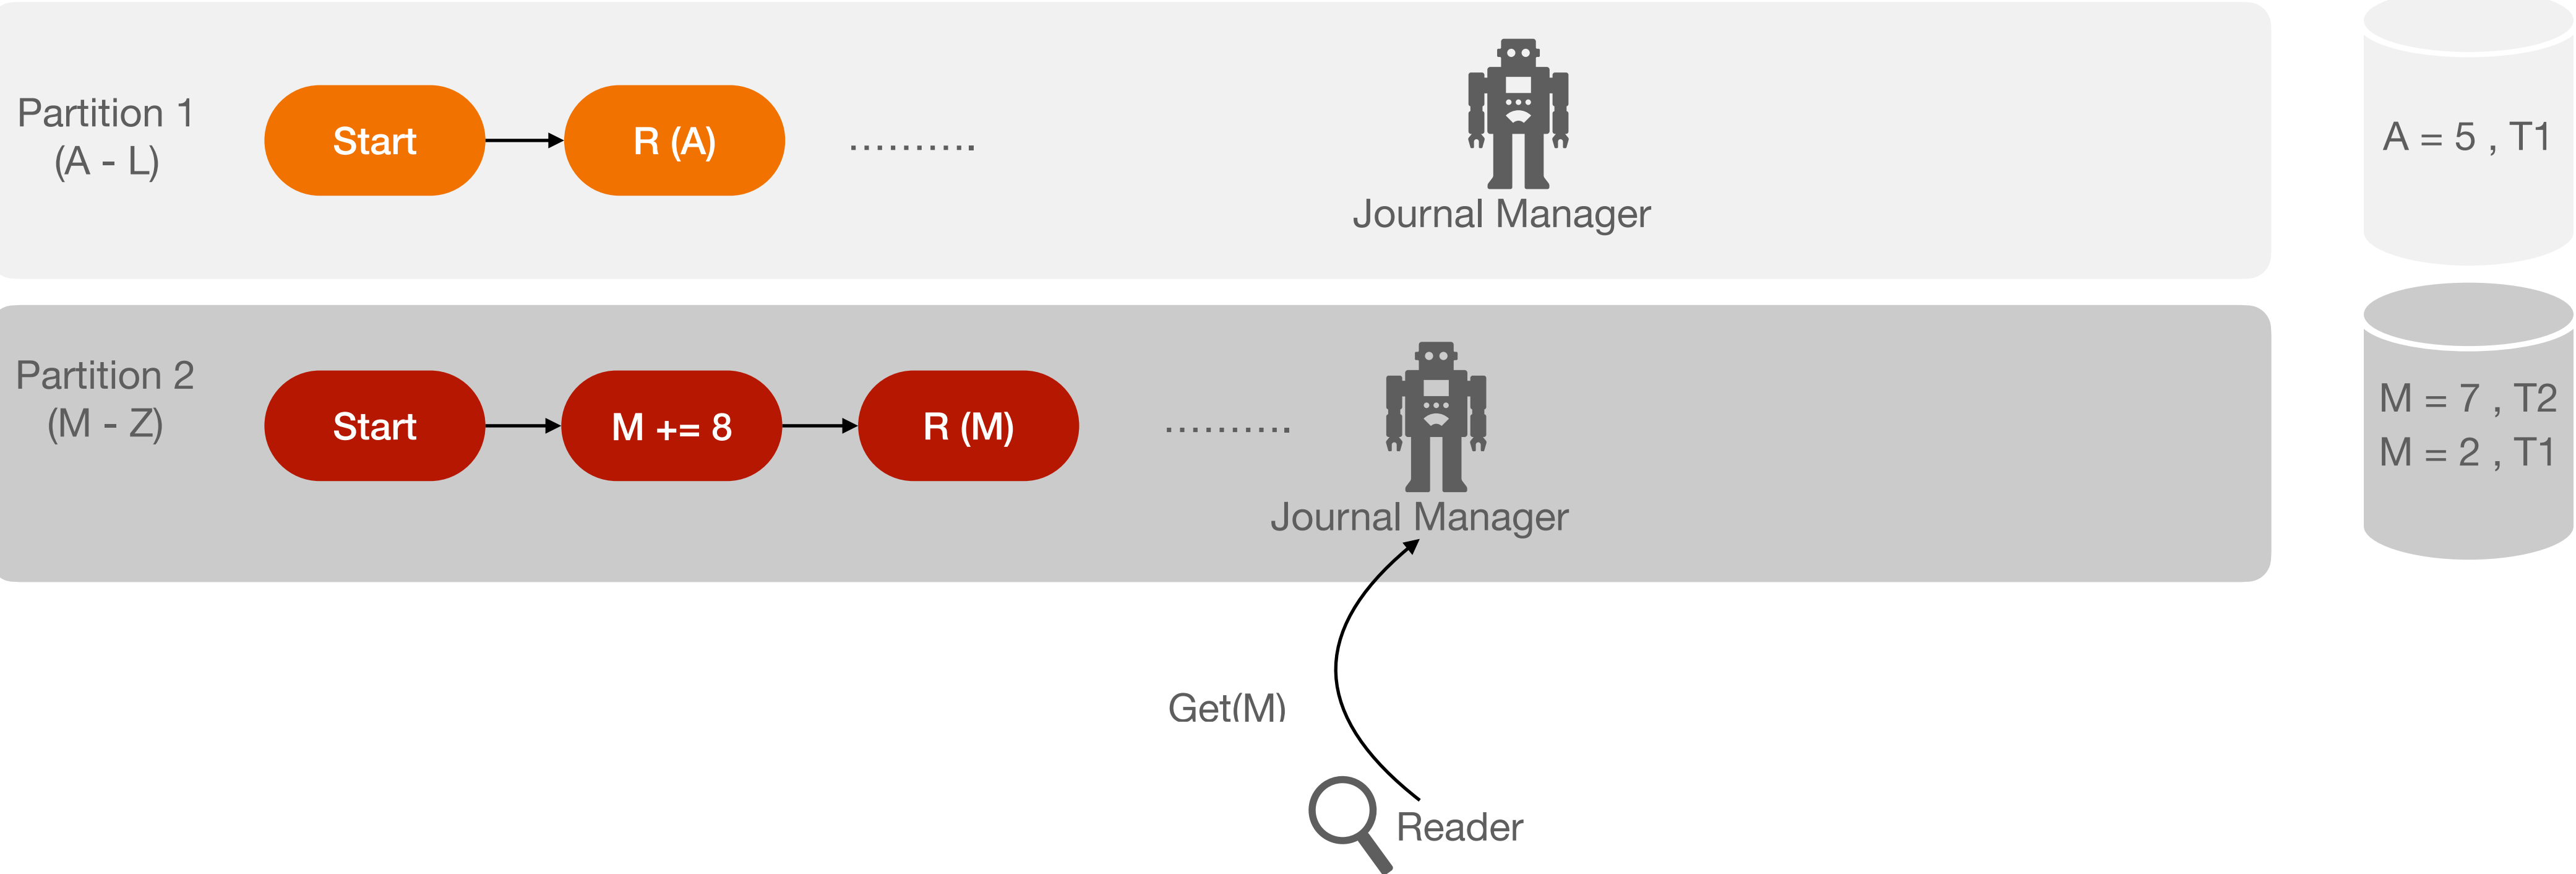 Partition 1
(A - L)
Start
R (A)
..........
Journal Manager
A = 5 , T1
Partition 2
(M - Z)
Start
M += 8
R (M)
..........
Journal Manager
M = 7 , T2
M = 2 , T1
Get(M)
Reader